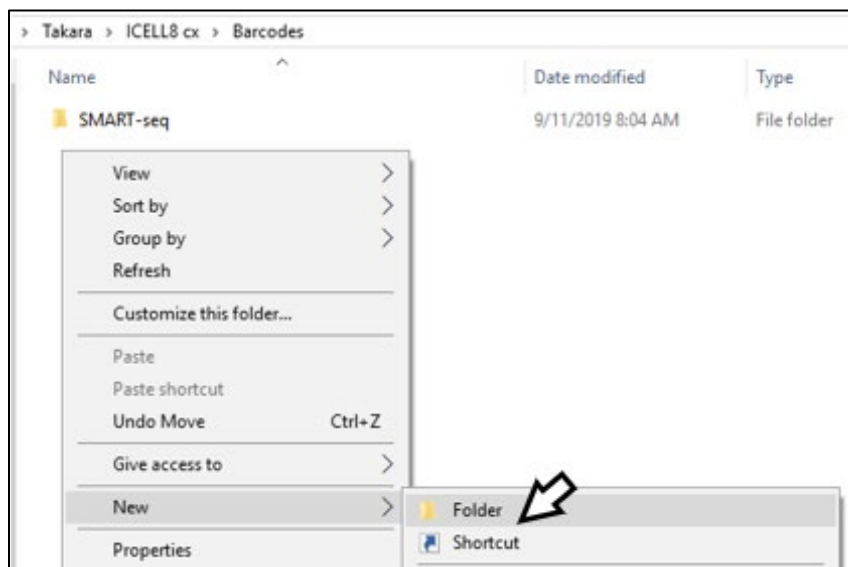 Takara > ICELL8 cx > Barcodes
Name Date modified Type
SMART-seq 9/11/2019 8:04 AM File folder
View
Sort by
Group by
Refresh
Customize this folder...
Paste
Paste shortcut
Undo Move Ctrl+Z
Give access to
New Folder
Shortcut
Properties